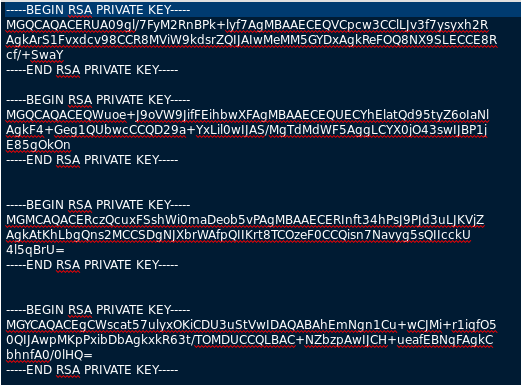 -----BEGIN RSA PRIVATE KEY-----
MGQCAQACERUA09gl/7FyM2RnBPk+lyf7AgMBAAECEQVCpcw3CClLJv3f7ysyxh2R
AgkArS1Fvxdcv98CCR8MViW9kdsrZQIJAIwMeMM5GYDxAgkReFOQ8NX9SLECCCE8R
cf/+SwaY
-----END RSA PRIVATE KEY-----
-----BEGIN RSA PRIVATE KEY-----
MGQCAQACEQWuoe+J9oVW9JifFEihbwXFAgMBAAECEQUECYhElatQd95tyZ6oIaNl
AgkF4+Geg1QUbwcCCQD29a+YxLil0wIJAS/MgTdMdWF5AggLCYX0jO43swIJBP1j
E85gOkOn
-----END RSA PRIVATE KEY-----
-----BEGIN RSA PRIVATE KEY-----
MGMCAQACERczQcuxFSshWi0maDeob5vPAgMBAAECERInft34hPsJ9PJd3uLJKVjZ
AgkAtKhLbgQns2MCCSDgNJXbrWAfpQIIKrt8TCOzeF0CCQisn7Navyg5sQIIcckU
4l5qBrU=
-----END RSA PRIVATE KEY-----
-----BEGIN RSA PRIVATE KEY-----
MGYCAQACEgCWscat57ulyxOKiCDU3uStVwIDAQABAhEmNgn1Cu+wCJMi+r1iqfO5
0QIJAwpMKpPxibDbAgkxkR63t/TOMDUCCQLBAC+NZbzpAwIJCH+ueafEBNqFAgkC
bhnfA0/0lHQ=
-----END RSA PRIVATE KEY-----